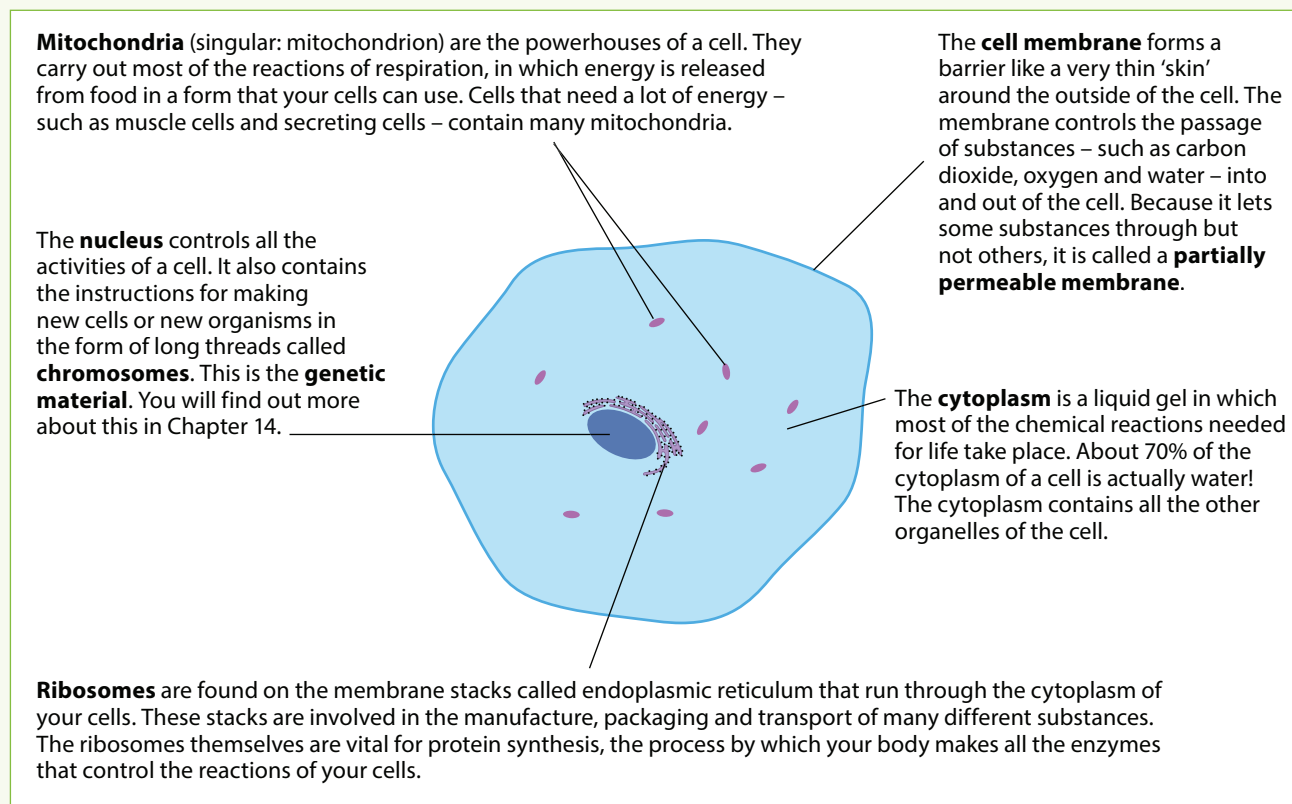 Mitochondria (singular: mitochondrion) are the powerhouses of a cell. They
carry out most of the reactions of respiration, in which energy is released
from food in a form that your cells can use. Cells that need a lot of energy –
such as muscle cells and secreting cells – contain many mitochondria.
The cell membrane forms a
barrier like a very thin ‘skin’
around the outside of the cell. The
membrane controls the passage
of substances – such as carbon
dioxide, oxygen and water – into
and out of the cell. Because it lets
some substances through but
not others, it is called a partially
permeable membrane.
The nucleus controls all the
activities of a cell. It also contains
the instructions for making
new cells or new organisms in
the form of long threads called
chromosomes. This is the genetic
material. You will find out more
about this in Chapter 14.
The cytoplasm is a liquid gel in which
most of the chemical reactions needed
for life take place. About 70% of the
cytoplasm of a cell is actually water!
The cytoplasm contains all the other
organelles of the cell.
Ribosomes are found on the membrane stacks called endoplasmic reticulum that run through the cytoplasm of
your cells. These stacks are involved in the manufacture, packaging and transport of many different substances.
The ribosomes themselves are vital for protein synthesis, the process by which your body makes all the enzymes
that control the reactions of your cells.